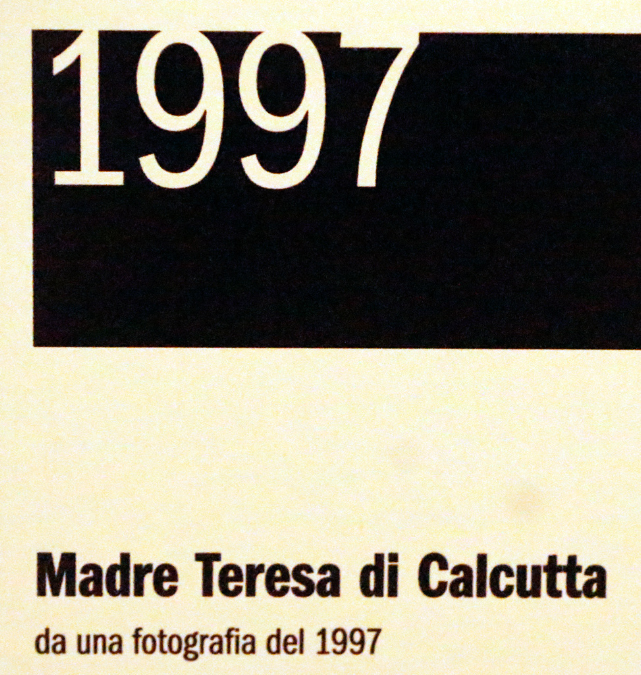 1997
Madre Teresa di Calcutta
da una fotografia del 1997